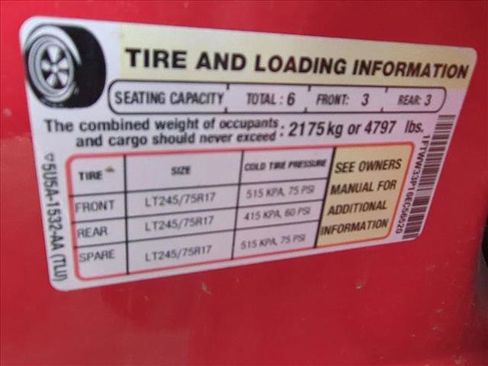 TIRE AND LOADING INFORMATION
SEATING CAPACITY TOTAL: 6 FRONT: 3 REAR: 3
The combined weight of occupants and cargo should never exceed : 2175 kg or 4797 lbs.
TIRE SIZE COLD TIRE PRESSURE
FRONT LT245/75R17 515 KPA, 75 PSI
REAR LT245/75R17 415 KPA, 60 PSI
SPARE LT245/75R17 515 KPA, 75 PSI
SEE OWNERS
MANUAL FOR
ADDITIONAL
INFORMATION
5U5A-1532-AA (TLU)